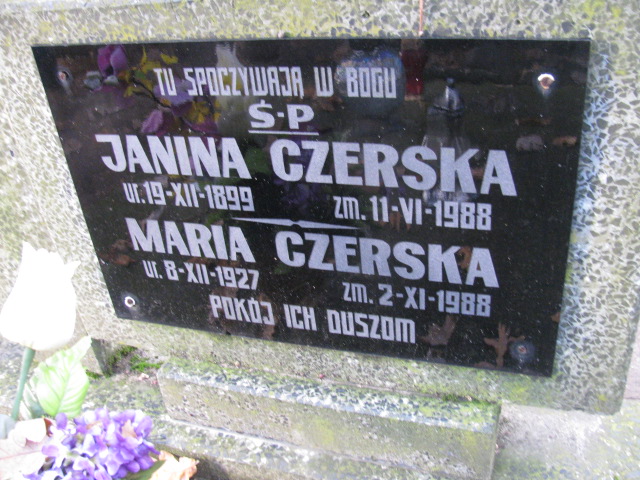 TU SPOCZYWAJĄ W BOGU
Ś-P
JANINA CZERSKA
ur. 19-XII-1899 zm. 11-VI-1988
MARIA CZERSKA
ur. 8-XII-1927 zm. 2-XI-1988
POKÓJ ICH DUSZOM